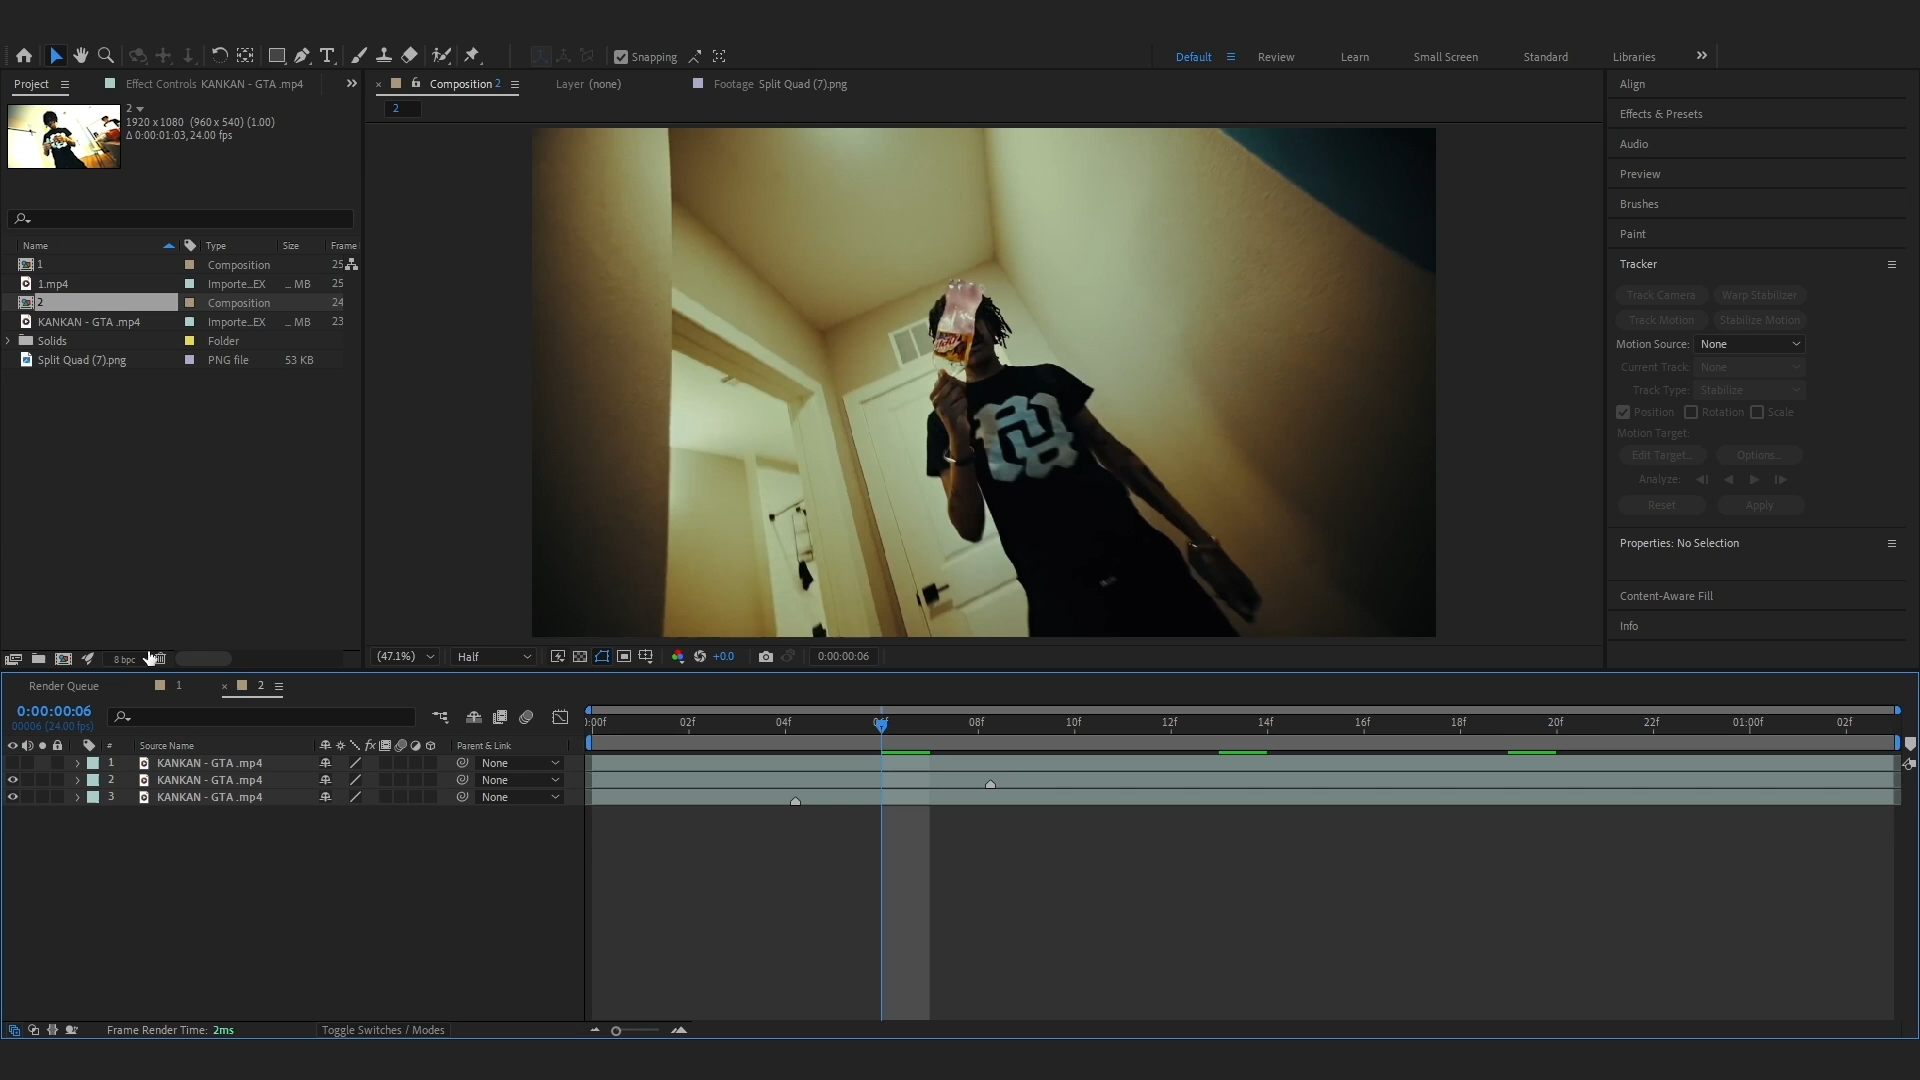 Snapping
Default
Review
Learn
Small Screen
Standard
Libraries
Project
Effect Controls KANKAN - GTA .mp4
Composition 2
Layer (none)
Footage Split Quad (7).png
2
2
1920 x 1080 (960 x 540) (1.00)
Δ 0:00:01:03, 24.00 fps
Name
Type
Size
Frame
1
Composition
25
1.mp4
Importe...EX
... MB
25
2
Composition
24
KANKAN - GTA .mp4
Importe...EX
... MB
23
Solids
Folder
Split Quad (7).png
PNG file
53 KB
8 bpc
(47.1%)
Half
+0.0
0:00:00:06
Align
Effects & Presets
Audio
Preview
Brushes
Paint
Tracker
Track Camera
Warp Stabilizer
Track Motion
Stabilize Motion
Motion Source: None
Current Track: None
Track Type: Stabilize
Position
Rotation
Scale
Motion Target:
Edit Target...
Options...
Analyze:
Reset
Apply
Properties: No Selection
Content-Aware Fill
Info
Render Queue
1
2
0:00:00:06
00006 (24.00 fps)
:00f
02f
04f
08f
10f
12f
14f
16f
18f
20f
22f
01:00f
02f
#
Source Name
fx
Parent & Link
1
KANKAN - GTA .mp4
None
2
KANKAN - GTA .mp4
None
3
KANKAN - GTA .mp4
None
Frame Render Time: 2ms
Toggle Switches / Modes